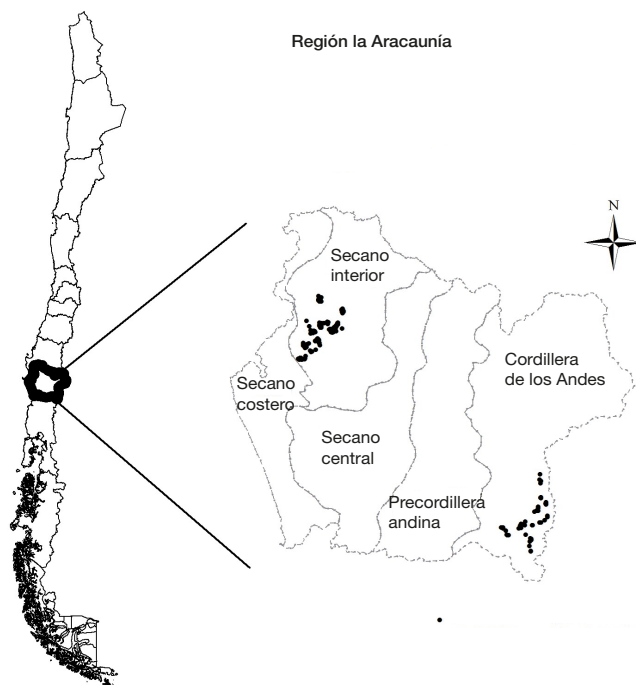 Región la Aracaunía
N
Secano
interior
Cordillera
de los Andes
Secano
costero
Secano
central
Precordillera
andina